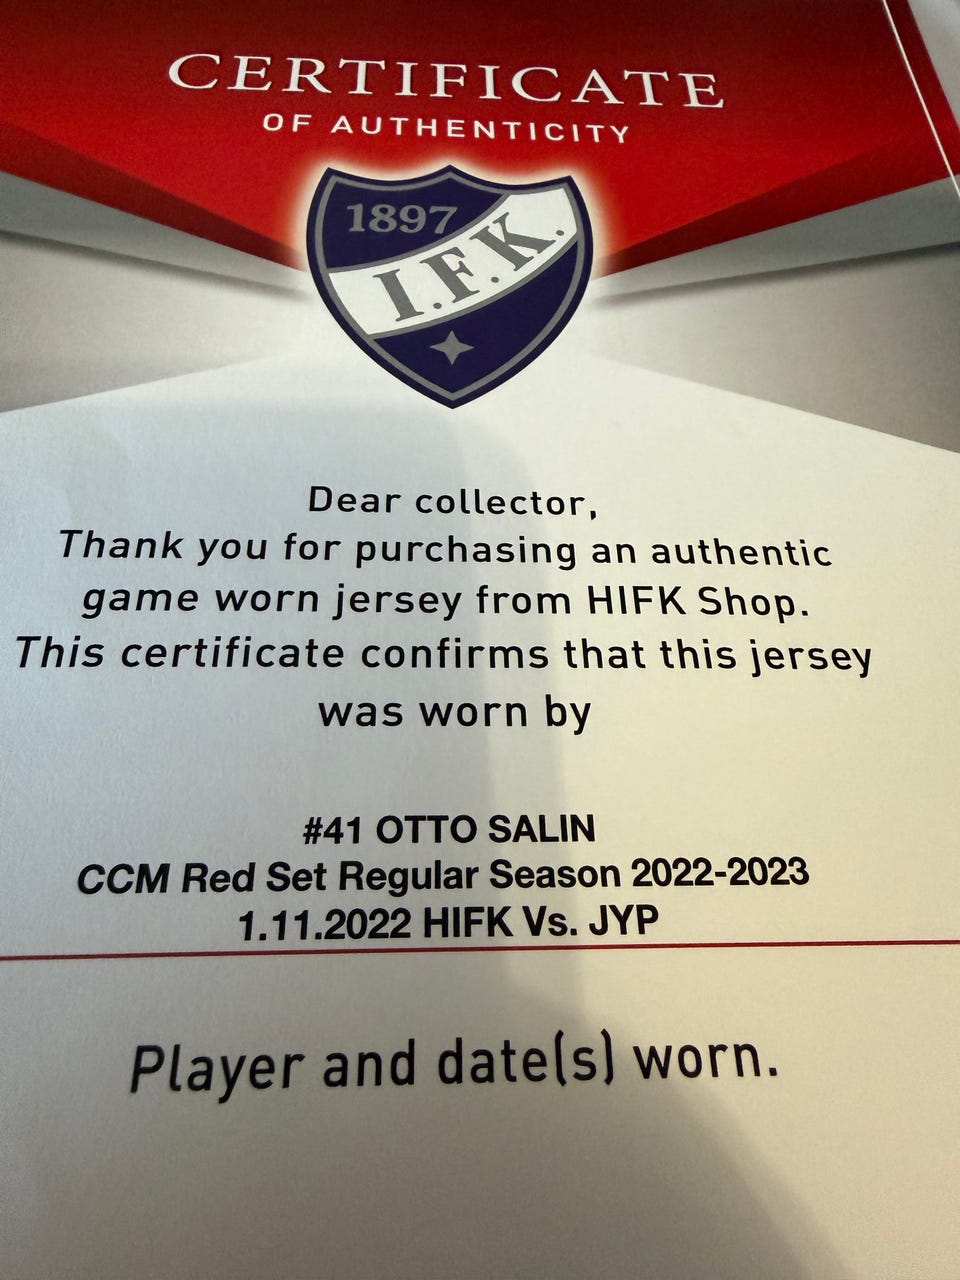 CERTIFICATE
OF AUTHENTICITY
1897
I.F.K.
Dear collector,
Thank you for purchasing an authentic
game worn jersey from HIFK Shop.
This certificate confirms that this jersey
was worn by
#41 OTTO SALIN
CCM Red Set Regular Season 2022-2023
1.11.2022 HIFK Vs. JYP
Player and date(s) worn.